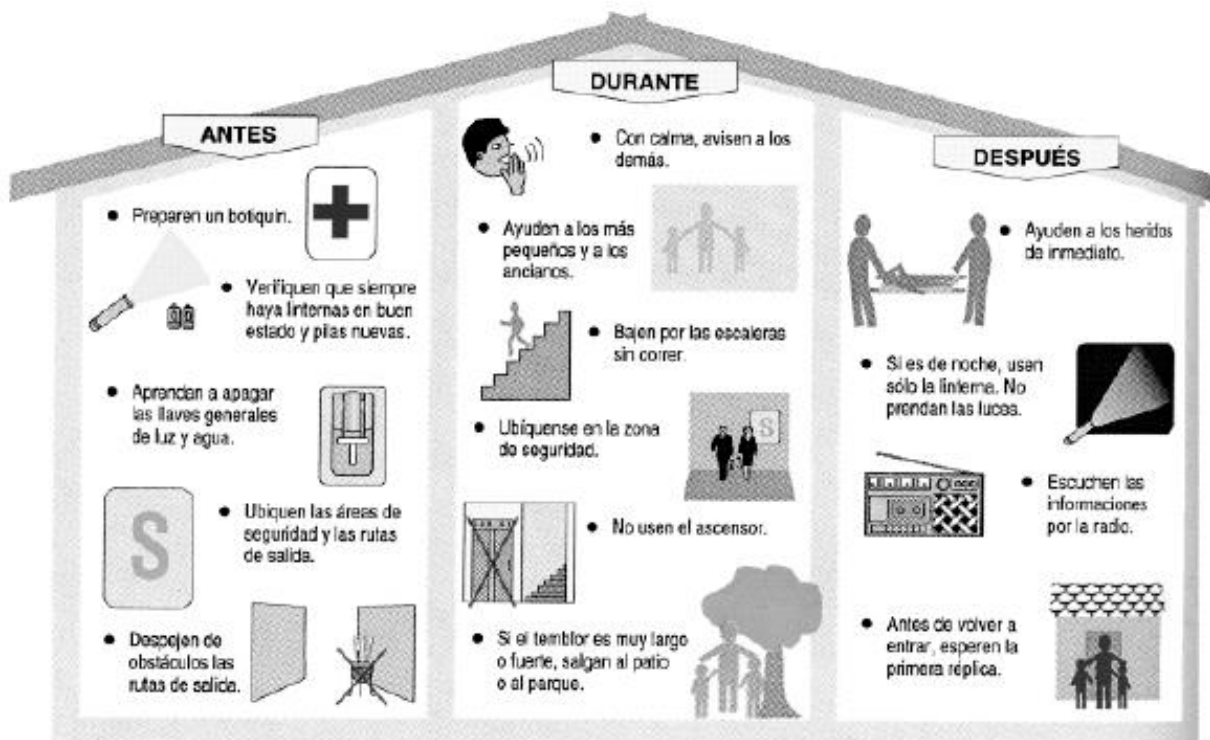 ANTES
Preparen un botiquín.
Verifiquen que siempre
haya linternas en buen
estado y pilas nuevas.
Aprendan a apagar
las llaves generales
de luz y agua.
S
Ubiquen las áreas de
seguridad y las rutas
de salida.
Despejen de
obstáculos las
rutas de salida.
DURANTE
Con calma, avisen a los
demás.
Ayuden a los más
pequeños y a los
ancianos.
Bajen por las escaleras
sin correr.
Ubíquense en la zona
de seguridad.
S
No usen el ascensor.
Si el temblor es muy largo
o fuerte, salgan al patio
o al parque.
DESPUÉS
Ayuden a los heridos
de inmediato.
Si es de noche, usen
sólo la linterna. No
prendan las luces.
Escuchen las
informaciones
por la radio.
Antes de volver a
entrar, esperen la
primera réplica.